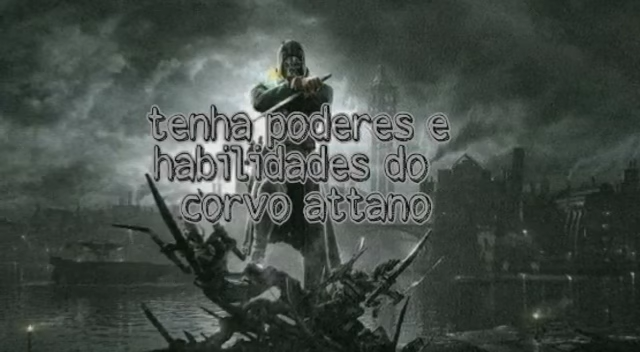 tenha poderes e
habilidades do
corvo attano